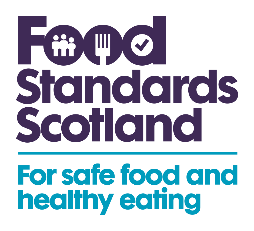 Food
Standards
Scotland
For safe food and
healthy eating